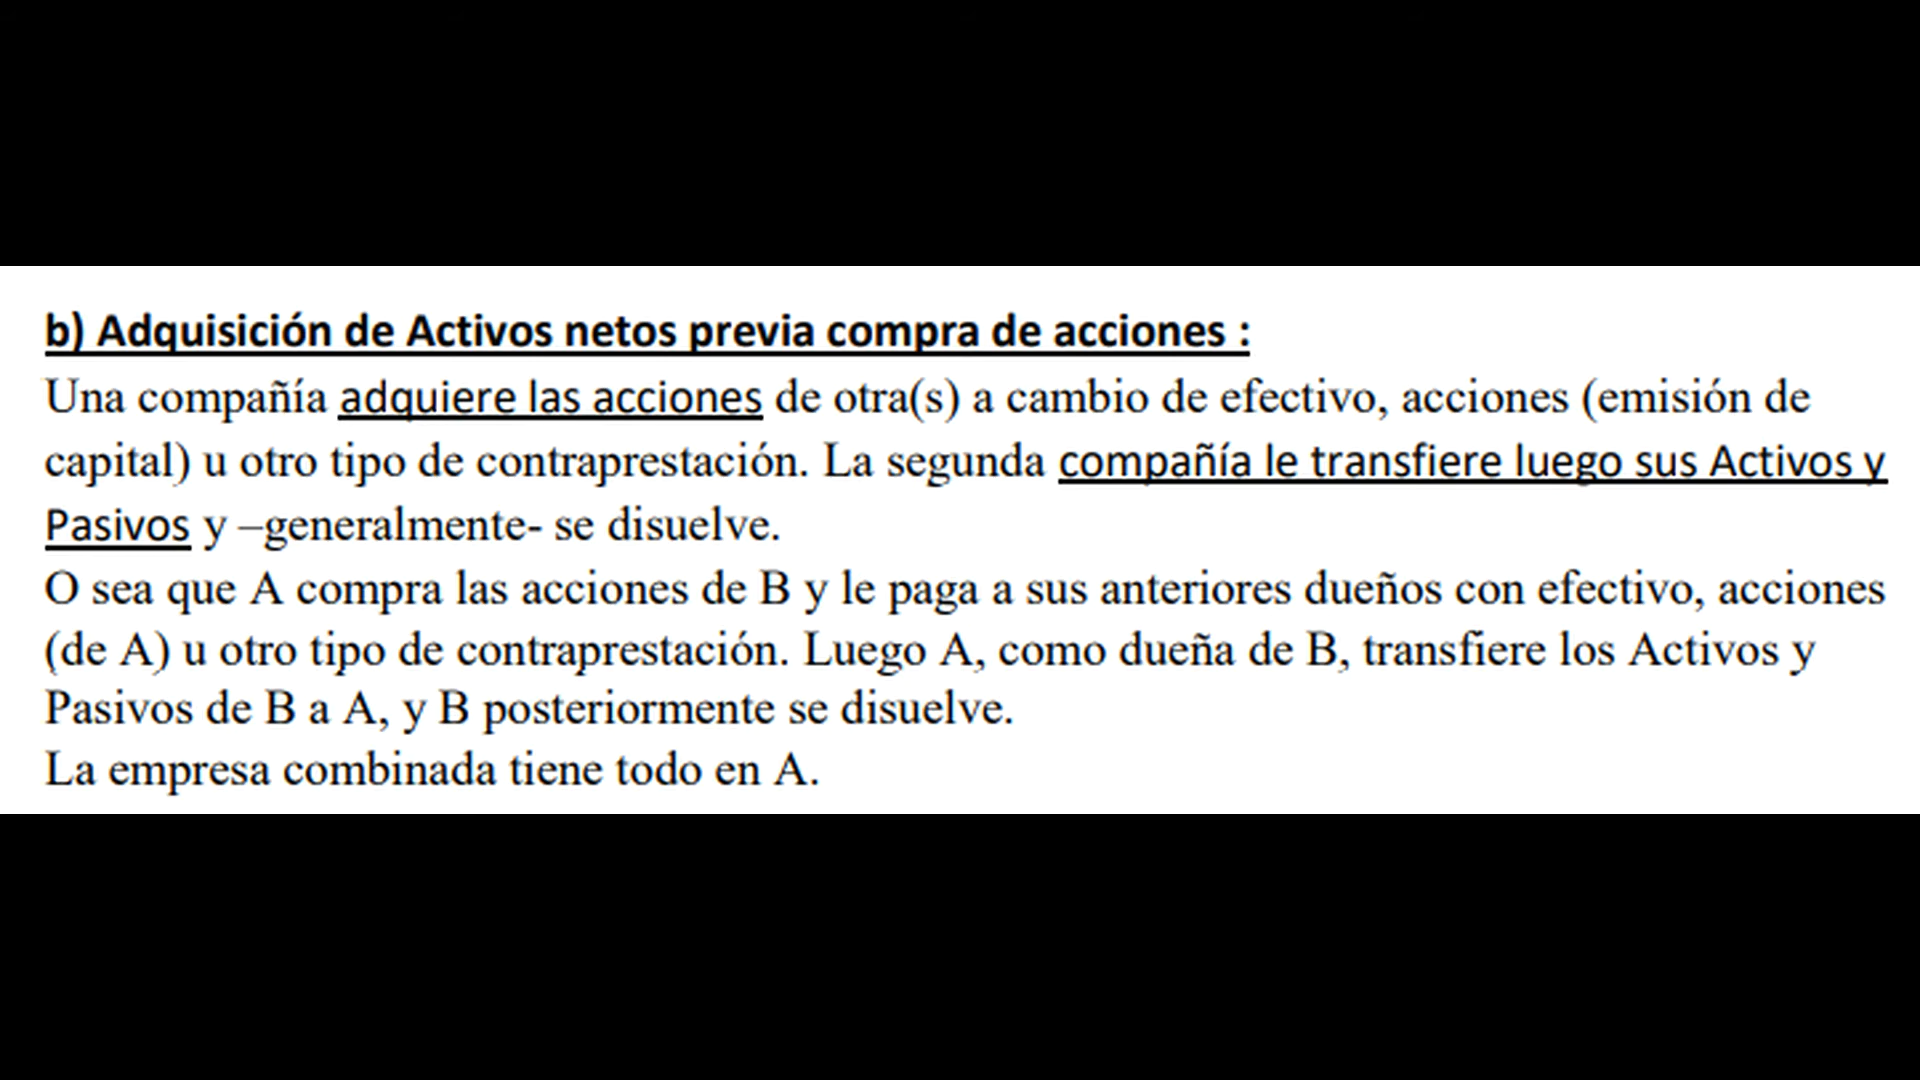 b) Adquisición de Activos netos previa compra de acciones :
Una compañía adquiere las acciones de otra(s) a cambio de efectivo, acciones (emisión de
capital) u otro tipo de contraprestación. La segunda compañía le transfiere luego sus Activos y
Pasivos y –generalmente- se disuelve.
O sea que A compra las acciones de B y le paga a sus anteriores dueños con efectivo, acciones
(de A) u otro tipo de contraprestación. Luego A, como dueña de B, transfiere los Activos y
Pasivos de B a A, y B posteriormente se disuelve.
La empresa combinada tiene todo en A.